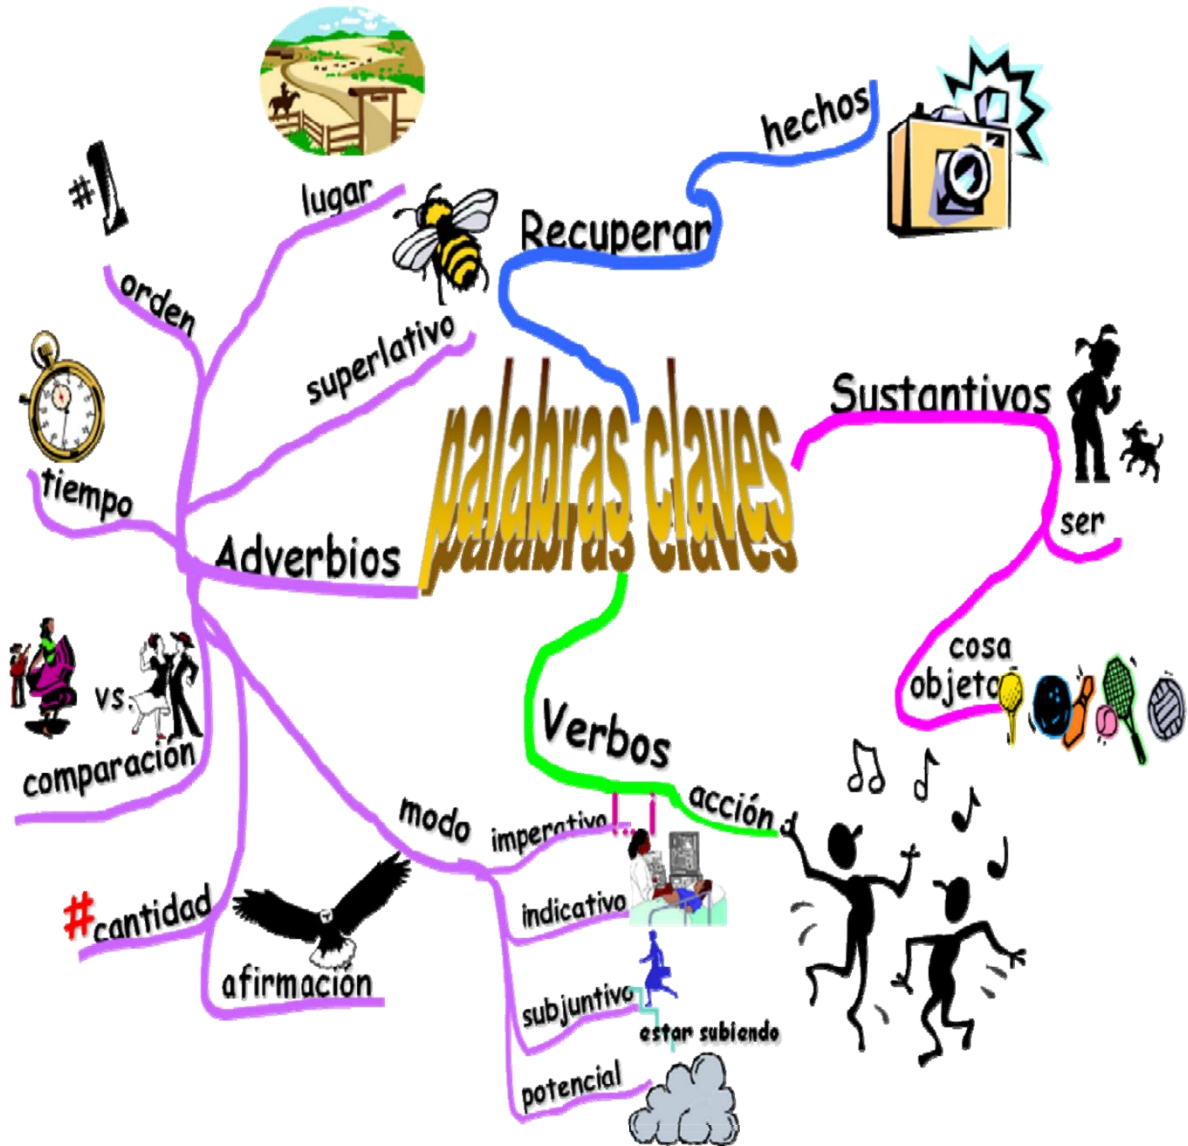 palabras claves
Recuperar
hechos
Sustantivos
ser
cosa
objeto
Verbos
acción
Adverbios
lugar
#1
orden
superlativo
tiempo
vs.
comparación
#cantidad
afirmación
modo
imperativo
!...¡
indicativo
subjuntivo
estar subiendo
potencial